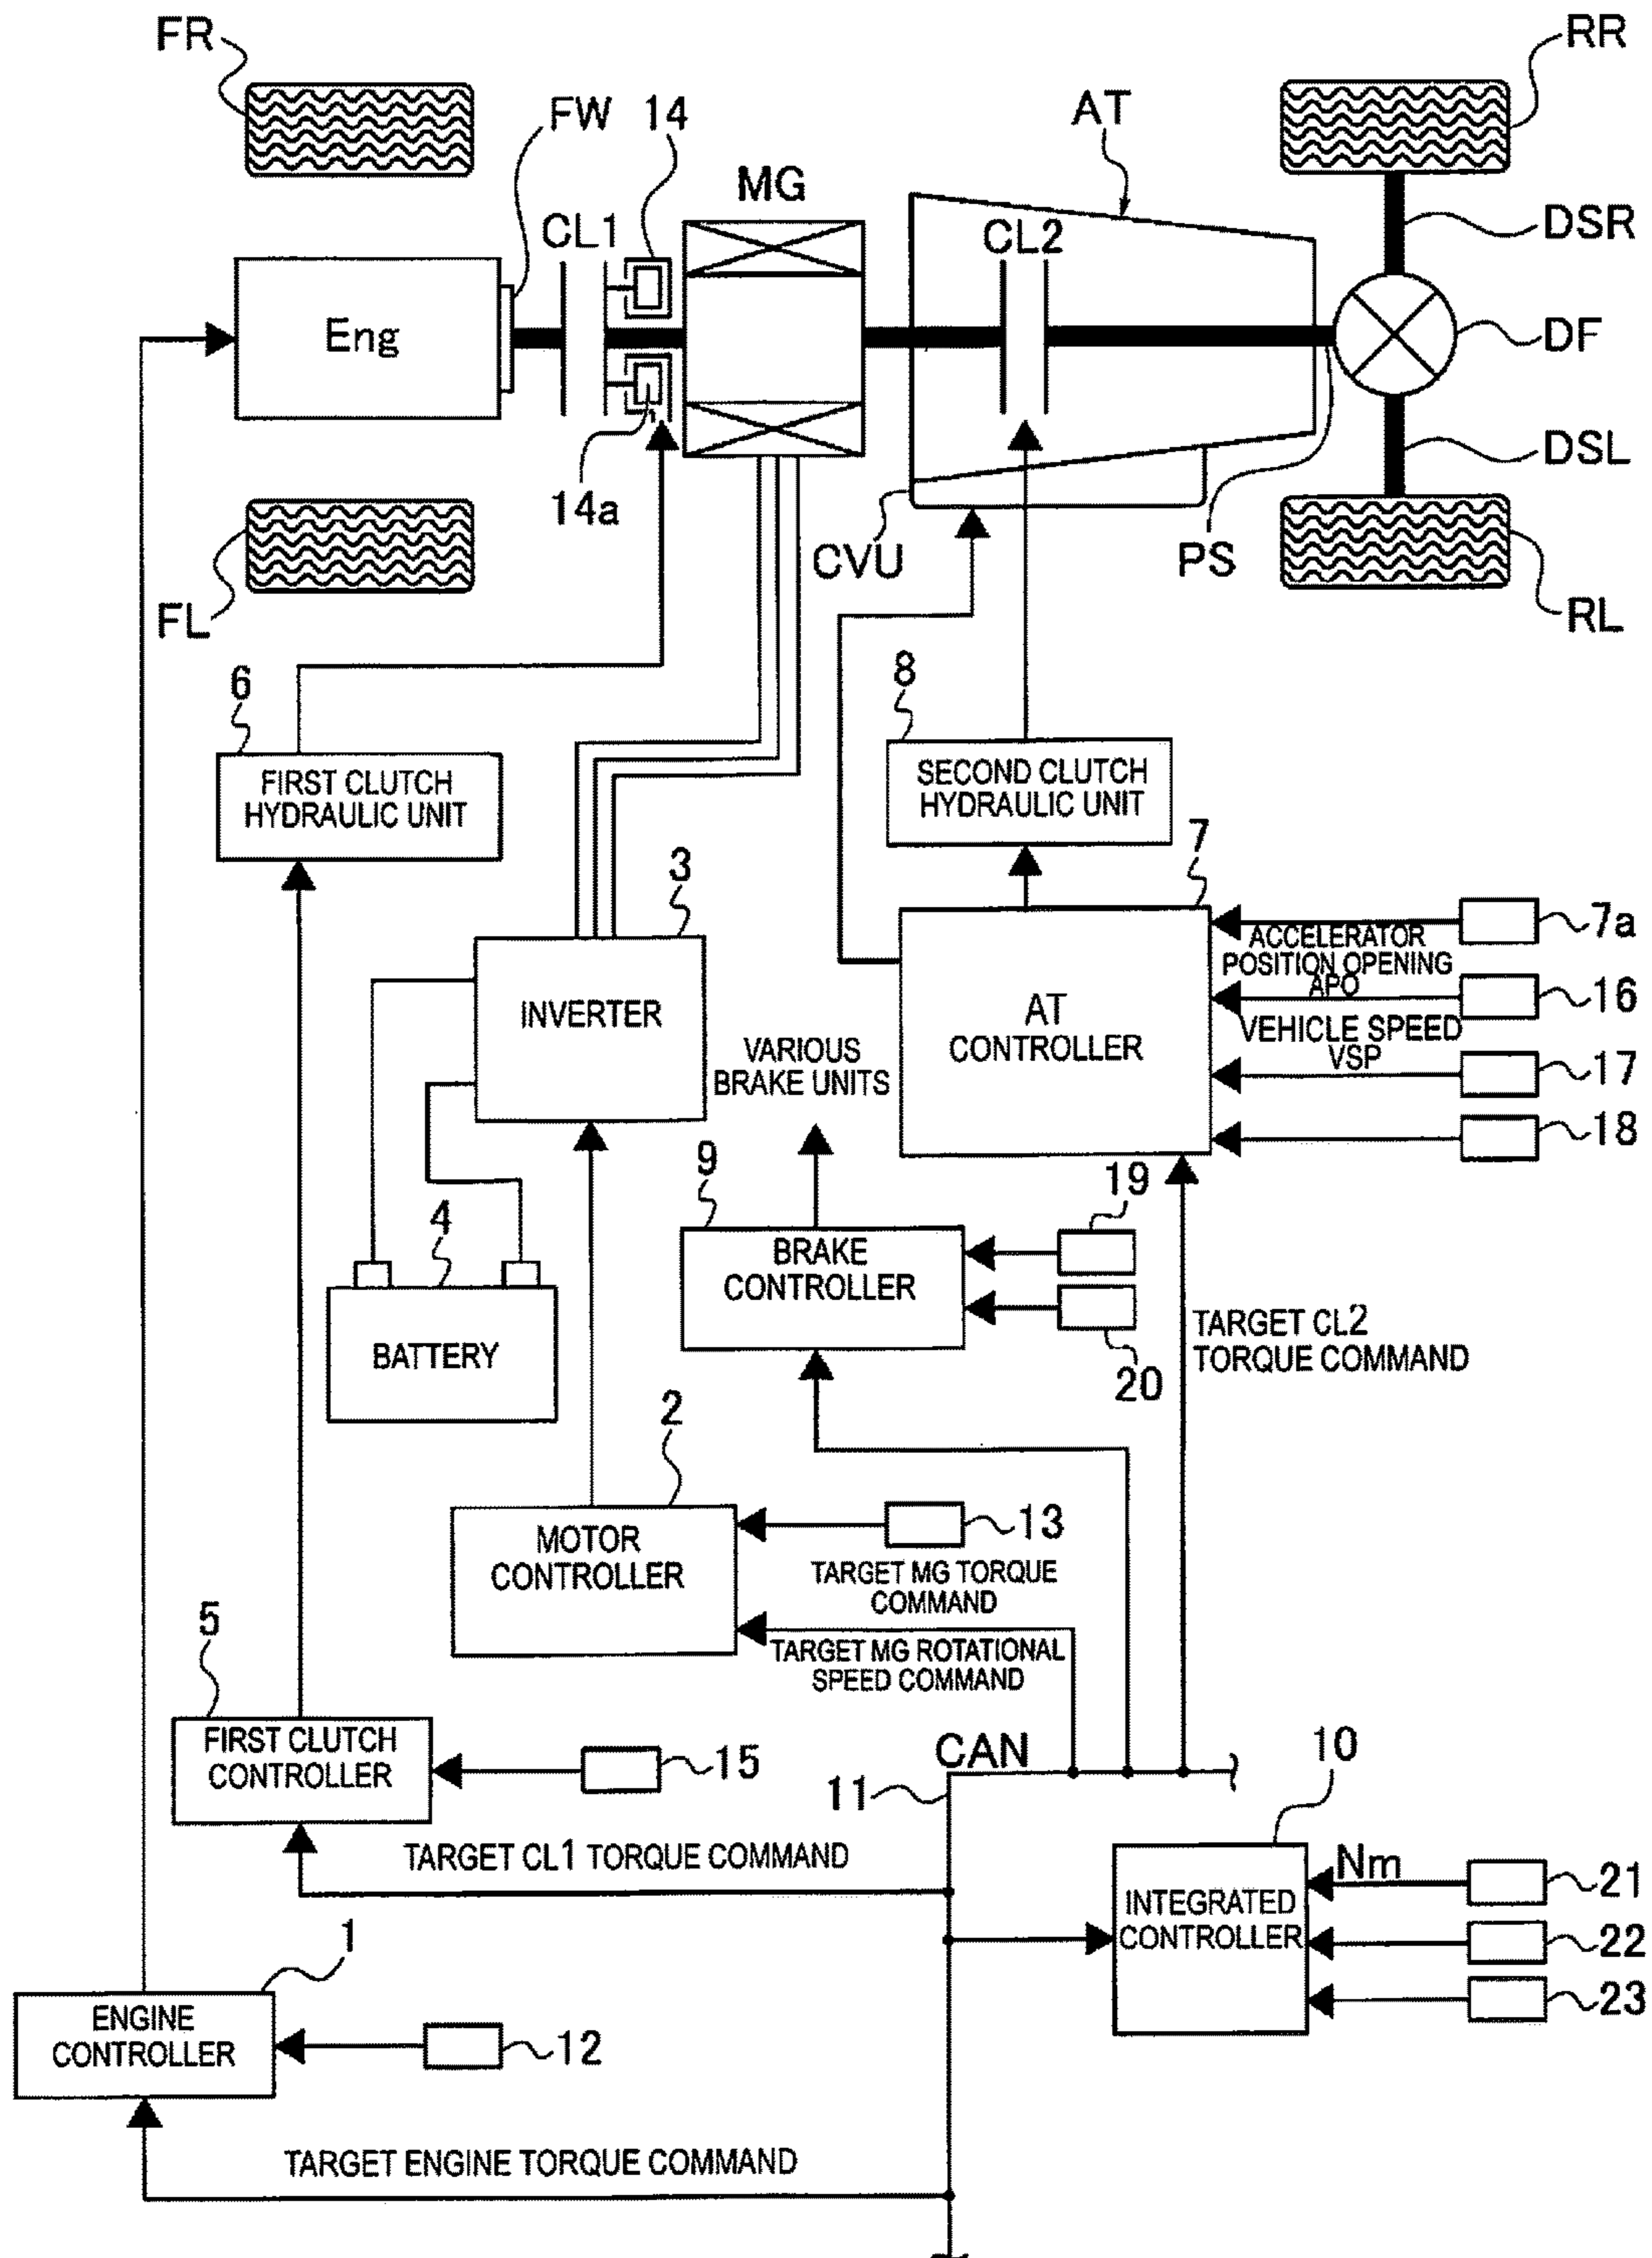 FR
RR
FW
14
AT
MG
CL1
CL2
DSR
Eng
DF
14a
DSL
CVU
PS
FL
RL
6
8
FIRST CLUTCH
HYDRAULIC UNIT
SECOND CLUTCH
HYDRAULIC UNIT
3
7
7a
ACCELERATOR
POSITION OPENING
APO
16
INVERTER
AT
CONTROLLER
VEHICLE SPEED
VSP
VARIOUS
BRAKE UNITS
17
18
9
19
4
BRAKE
CONTROLLER
BATTERY
20
TARGET CL2
TORQUE COMMAND
2
MOTOR
CONTROLLER
13
TARGET MG TORQUE
COMMAND
5
TARGET MG ROTATIONAL
SPEED COMMAND
FIRST CLUTCH
CONTROLLER
15
CAN
11
10
TARGET CL1 TORQUE COMMAND
Nm
21
INTEGRATED
CONTROLLER
22
1
23
ENGINE
CONTROLLER
12
TARGET ENGINE TORQUE COMMAND